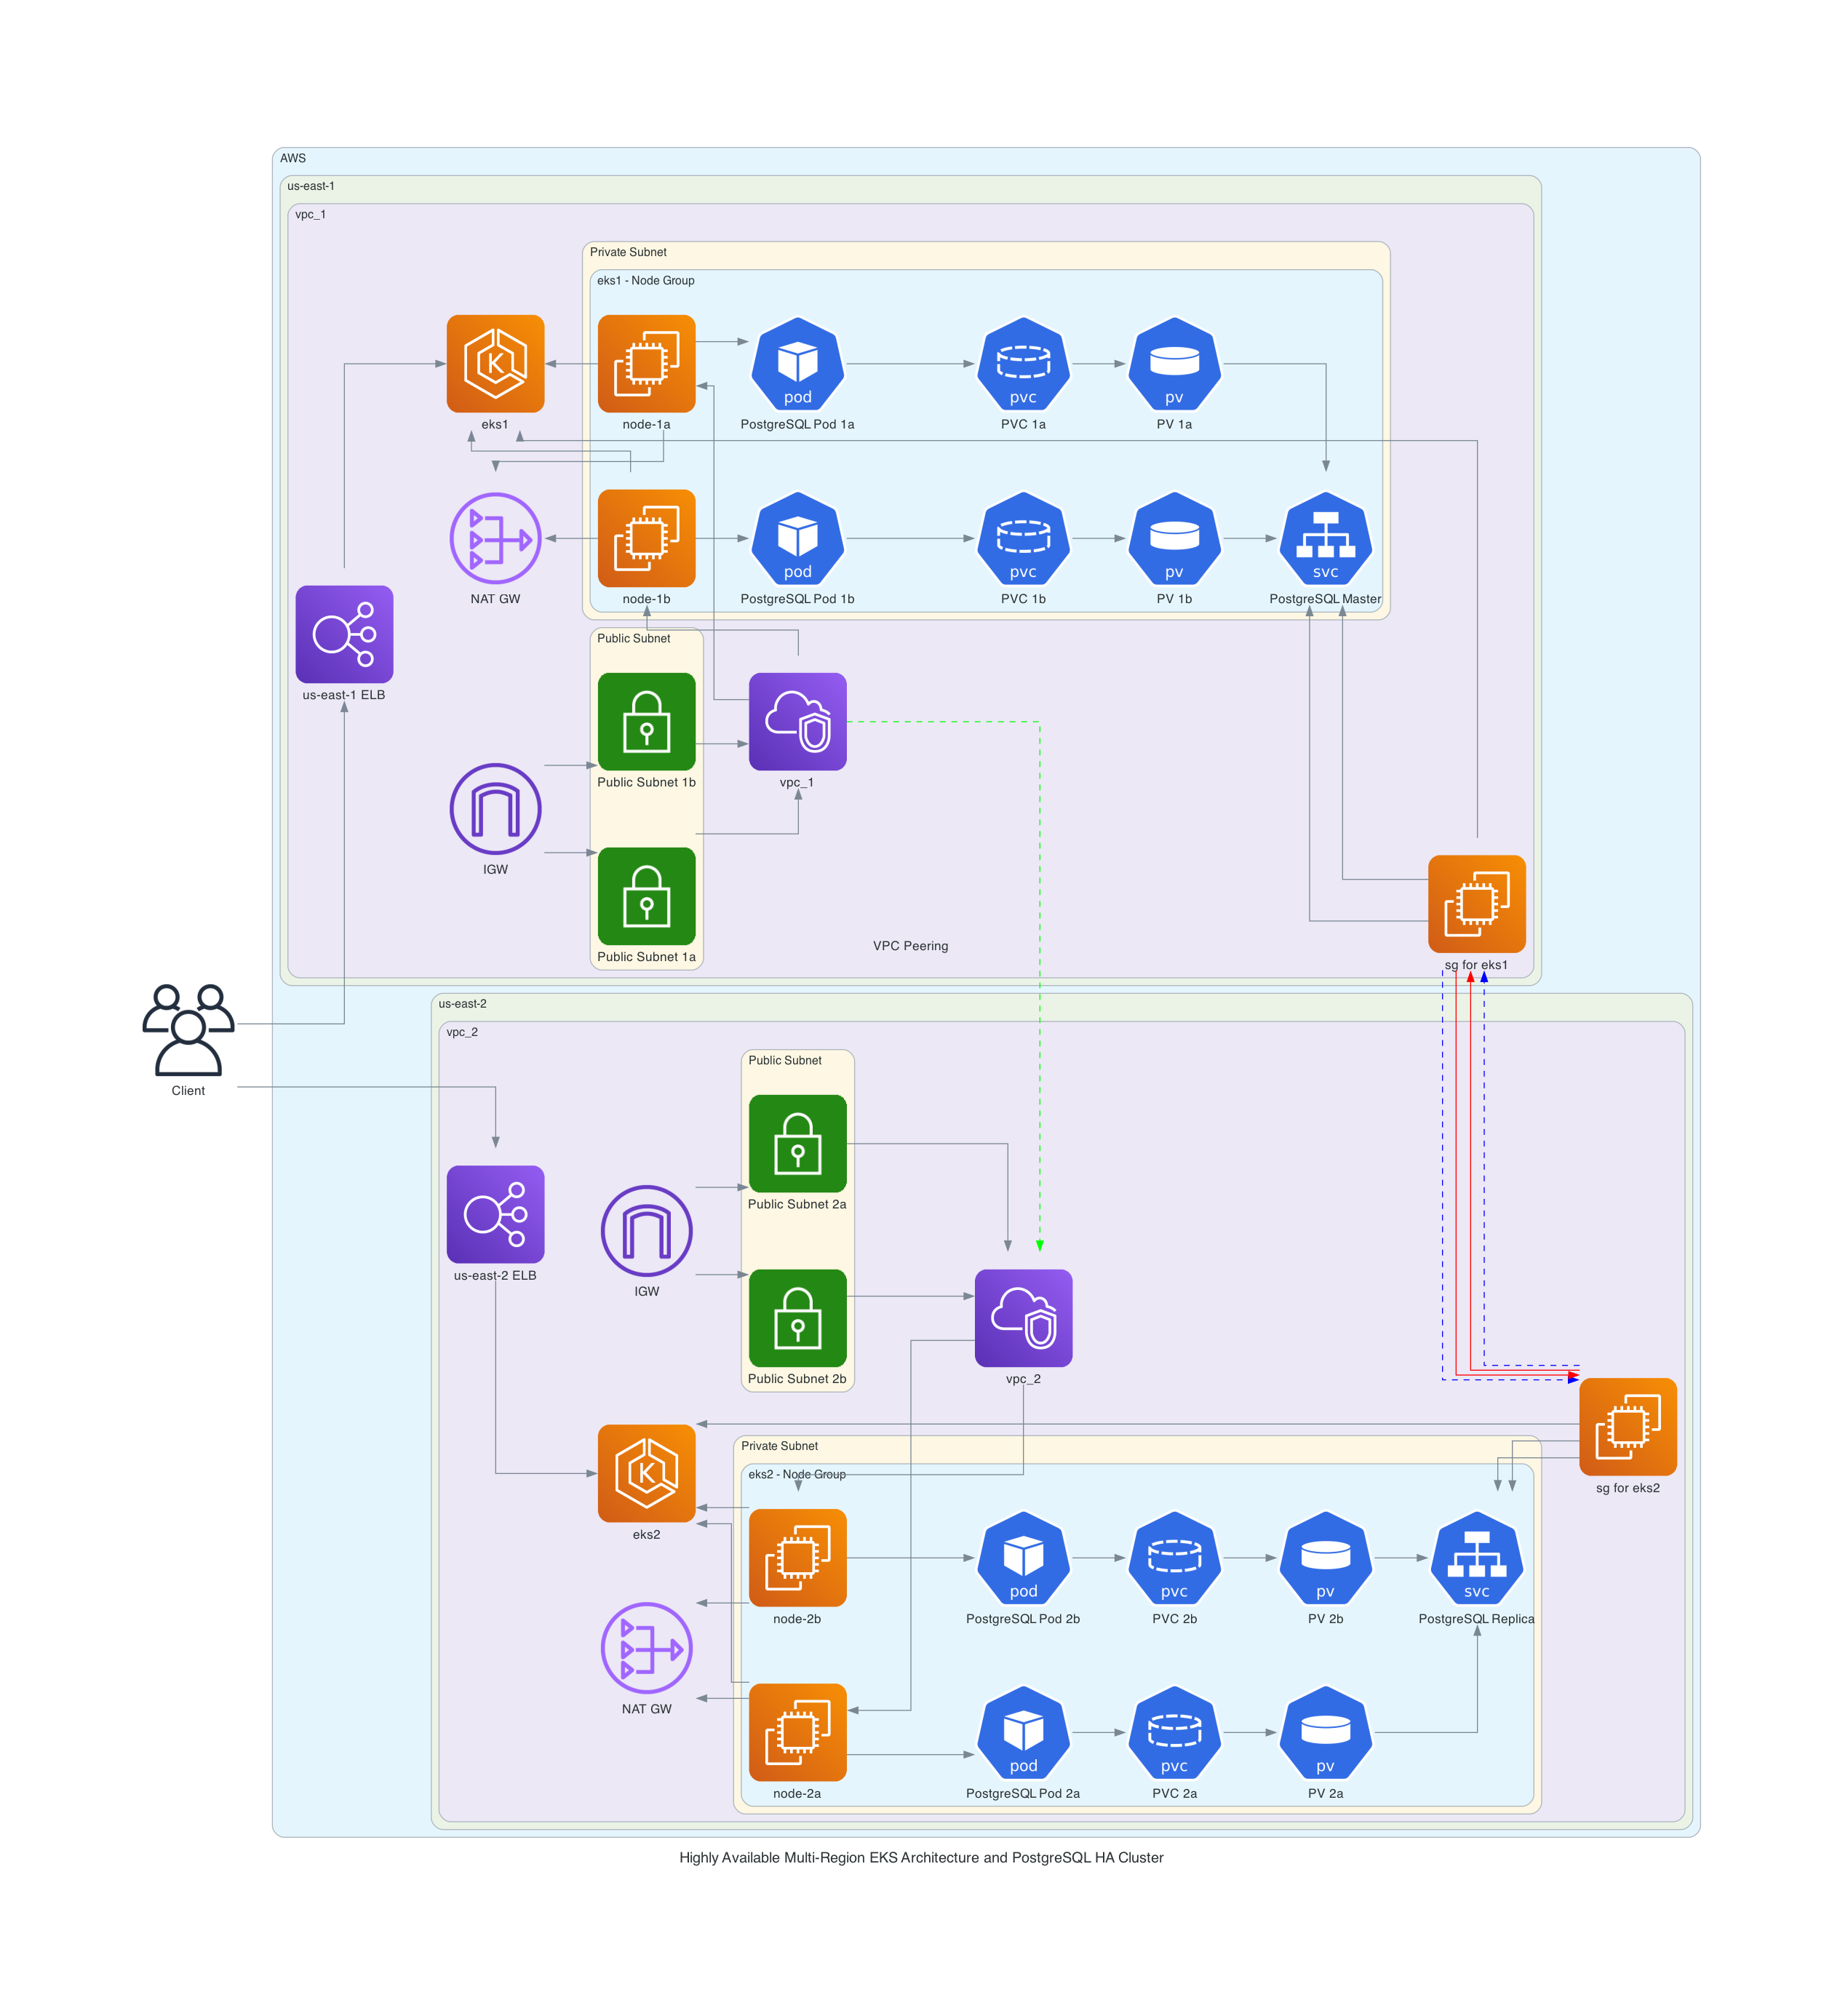 AWS
us-east-1
vpc_1
Private Subnet
eks1 - Node Group
pod
pvc
pv
eks1
node-1a
PostgreSQL Pod 1a
PVC 1a
PV 1a
pod
pvc
pv
svc
NAT GW
node-1b
PostgreSQL Pod 1b
PVC 1b
PV 1b
PostgreSQL Master
Public Subnet
us-east-1 ELB
Public Subnet 1b
vpc_1
IGW
VPC Peering
Public Subnet 1a
sg for eks1
us-east-2
vpc_2
Client
Public Subnet
Public Subnet 2a
us-east-2 ELB
IGW
Public Subnet 2b
vpc_2
Private Subnet
eks2 - Node Group
sg for eks2
eks2
pod
pvc
pv
svc
node-2b
PostgreSQL Pod 2b
PVC 2b
PV 2b
PostgreSQL Replica
NAT GW
pod
pvc
pv
node-2a
PostgreSQL Pod 2a
PVC 2a
PV 2a
Highly Available Multi-Region EKS Architecture and PostgreSQL HA Cluster